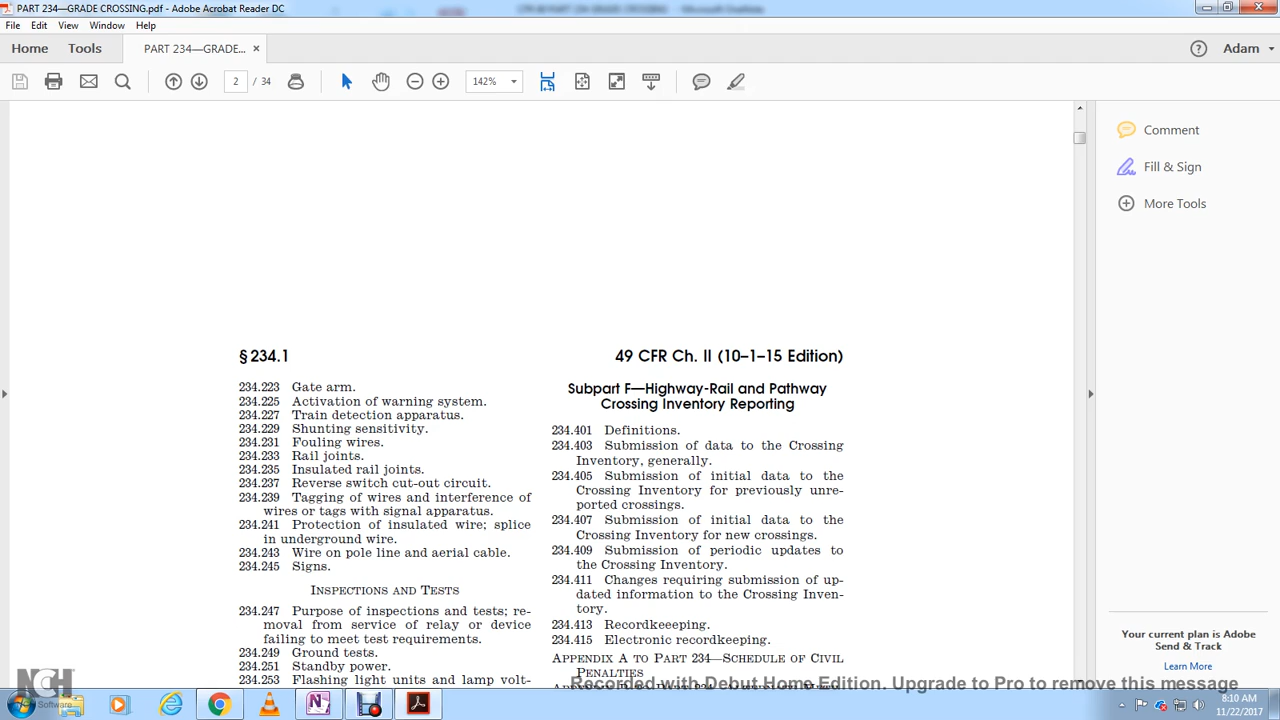 PART 234—GRADE CROSSING.pdf - Adobe Acrobat Reader DC
File Edit View Window Help
Home Tools PART 234—GRADE... × Adam
2 / 34 142%
§ 234.1
234.223 Gate arm.
234.225 Activation of warning system.
234.227 Train detection apparatus.
234.229 Shunting sensitivity.
234.231 Fouling wires.
234.233 Rail joints.
234.235 Insulated rail joints.
234.237 Reverse switch cut-out circuit.
234.239 Tagging of wires and interference of
wires or tags with signal apparatus.
234.241 Protection of insulated wire; splice
in underground wire.
234.243 Wire on pole line and aerial cable.
234.245 Signs.
INSPECTIONS AND TESTS
234.247 Purpose of inspections and tests; re-
moval from service of relay or device
failing to meet test requirements.
234.249 Ground tests.
234.251 Standby power.
234.253 Flashing light units and lamp volt-
49 CFR Ch. II (10–1–15 Edition)
Subpart F—Highway-Rail and Pathway
Crossing Inventory Reporting
234.401 Definitions.
234.403 Submission of data to the Crossing
Inventory, generally.
234.405 Submission of initial data to the
Crossing Inventory for previously unre-
ported crossings.
234.407 Submission of initial data to the
Crossing Inventory for new crossings.
234.409 Submission of periodic updates to
the Crossing Inventory.
234.411 Changes requiring submission of up-
dated information to the Crossing Inven-
tory.
234.413 Recordkeeeping.
234.415 Electronic recordkeeping.
APPENDIX A TO PART 234—SCHEDULE OF CIVIL
PENALTIES
Comment
Fill & Sign
More Tools
Your current plan is Adobe
Send & Track
Learn More
Recorded with Debut Home Edition. Upgrade to Pro to remove this message
NCH
Software
8:10 AM
11/22/2017